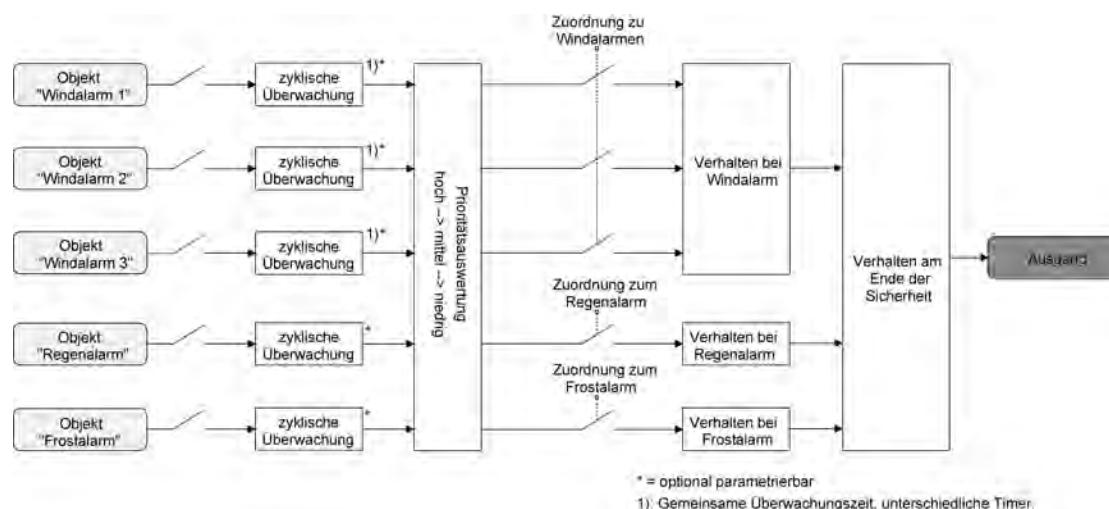 Zuordnung zu
Windalarmen
Objekt
"Windalarm 1"
zyklische
Überwachung
1)*
Objekt
"Windalarm 2"
zyklische
Überwachung
1)*
Objekt
"Windalarm 3"
zyklische
Überwachung
1)*
Objekt
"Regenalarm"
zyklische
Überwachung
*
Objekt
"Frostalarm"
zyklische
Überwachung
*
Prioritätsauswertung
hoch --> mittel --> niedrig
Zuordnung zum
Regenalarm
Zuordnung zum
Frostalarm
Verhalten bei
Windalarm
Verhalten bei
Regenalarm
Verhalten bei
Frostalarm
Verhalten am
Ende der
Sicherheit
Ausgang
* = optional parametrierbar
1): Gemeinsame Überwachungszeit, unterschiedliche Timer.